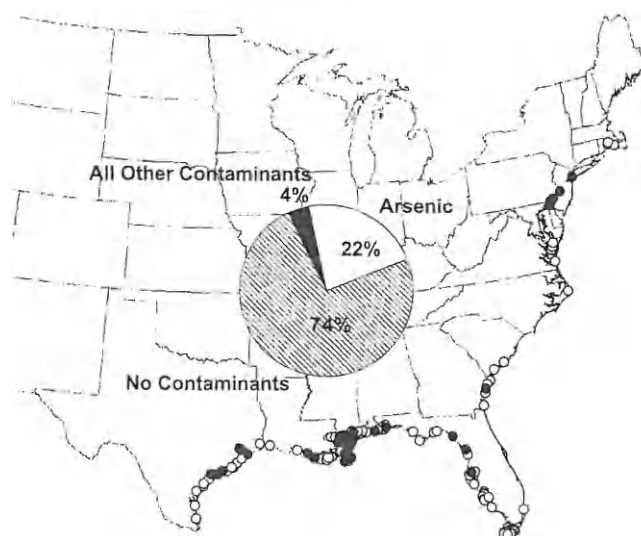 All Other Contaminants
4%
Arsenic
22%
74%
No Contaminants